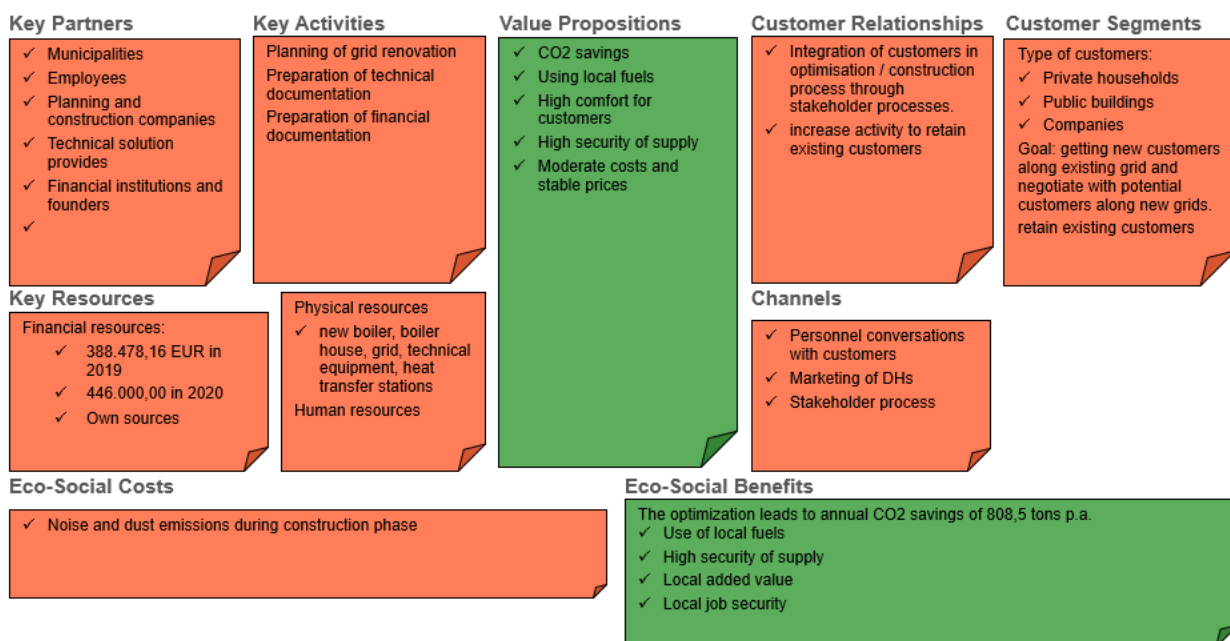 Key Partners
✓ Municipalities
✓ Employees
✓ Planning and
construction companies
✓ Technical solution
provides
✓ Financial institutions and
founders
✓
Key Activities
Planning of grid renovation
Preparation of technical
documentation
Preparation of financial
documentation
Value Propositions
✓ CO2 savings
✓ Using local fuels
✓ High comfort for
customers
✓ High security of supply
✓ Moderate costs and
stable prices
Customer Relationships
✓ Integration of customers in
optimisation / construction
process through
stakeholder processes.
✓ increase activity to retain
existing customers
Customer Segments
Type of customers:
✓ Private households
✓ Public buildings
✓ Companies
Goal: getting new customers
along existing grid and
negotiate with potential
customers along new grids.
retain existing customers
Key Resources
Financial resources:
✓ 388.478,16 EUR in
2019
✓ 446.000,00 in 2020
✓ Own sources
Physical resources
✓ new boiler, boiler
house, grid, technical
equipment, heat
transfer stations
Human resources
Channels
✓ Personnel conversations
with customers
✓ Marketing of DHs
✓ Stakeholder process
Eco-Social Costs
✓ Noise and dust emissions during construction phase
Eco-Social Benefits
The optimization leads to annual CO2 savings of 808,5 tons p.a.
✓ Use of local fuels
✓ High security of supply
✓ Local added value
✓ Local job security